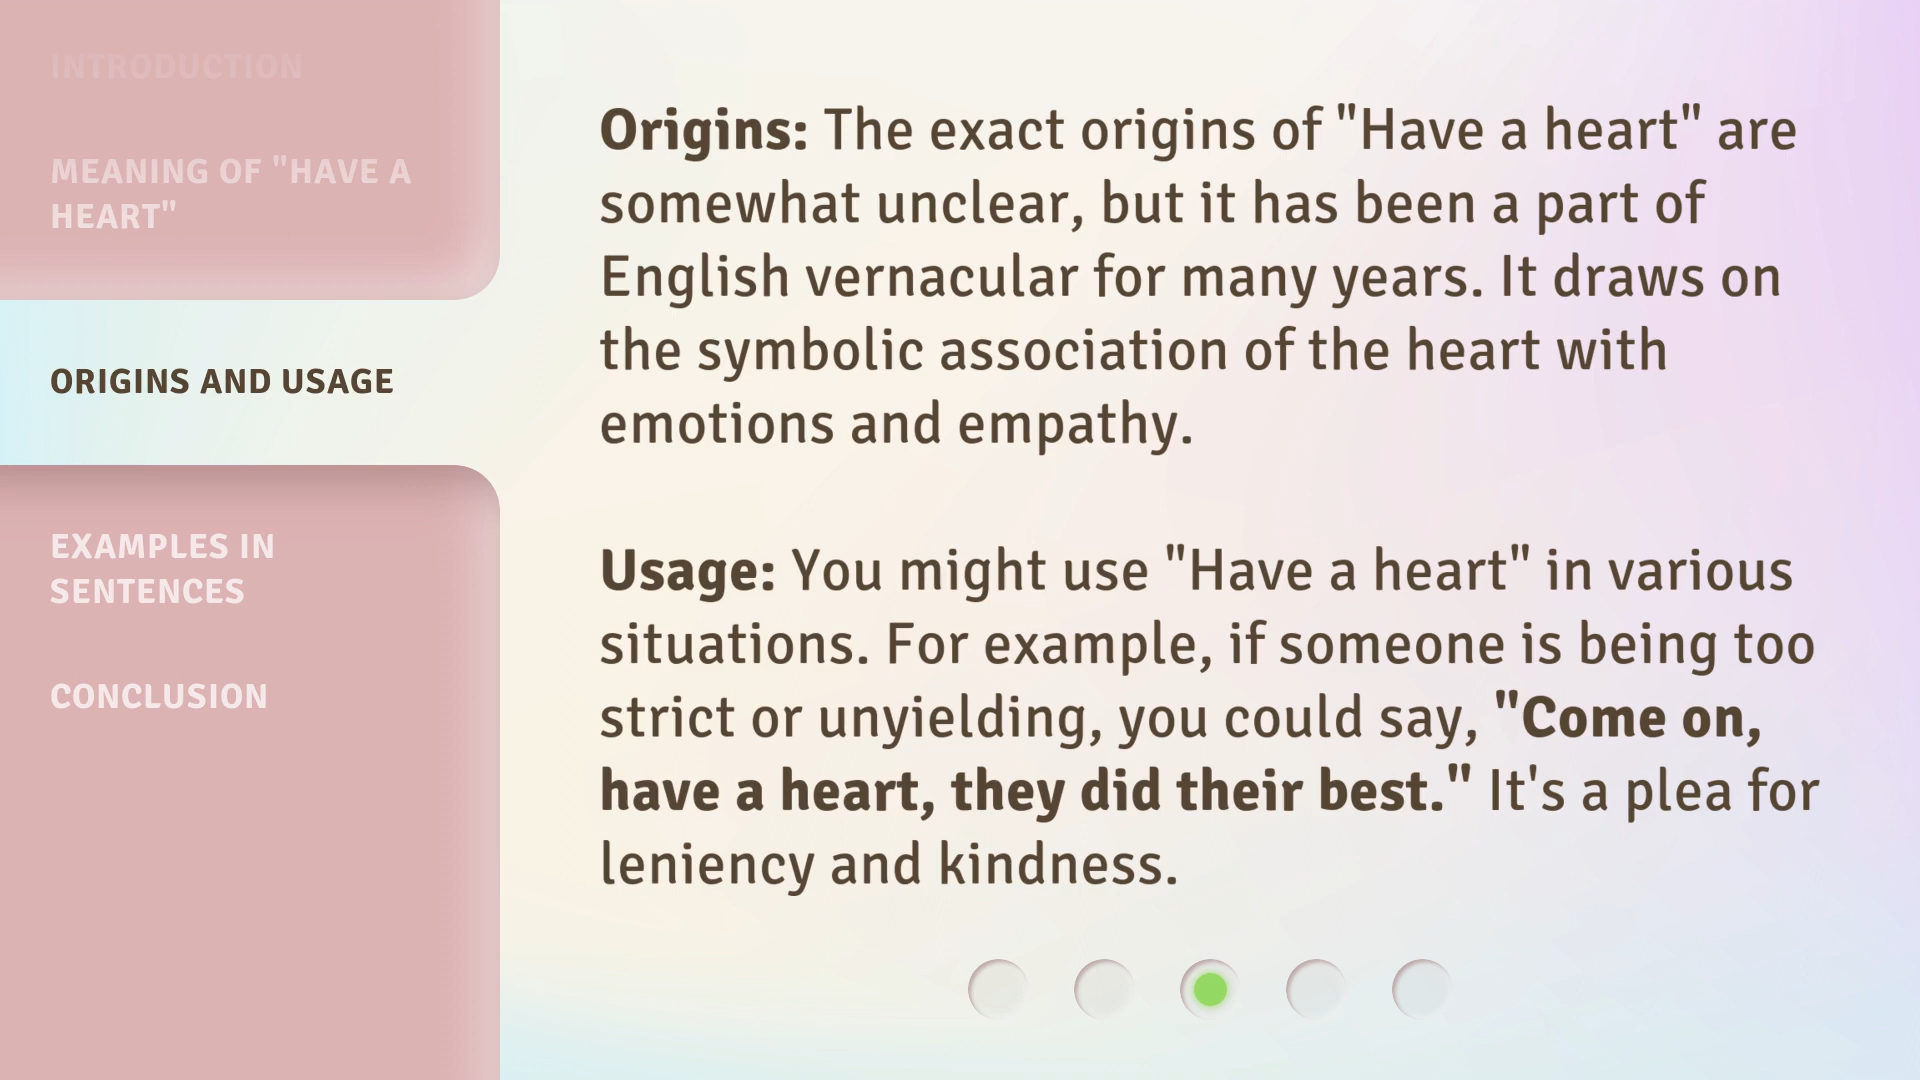 INTRODUCTION
MEANING OF "HAVE A
HEART"
ORIGINS AND USAGE
EXAMPLES IN
SENTENCES
CONCLUSION
Origins: The exact origins of "Have a heart" are
somewhat unclear, but it has been a part of
English vernacular for many years. It draws on
the symbolic association of the heart with
emotions and empathy.
Usage: You might use "Have a heart" in various
situations. For example, if someone is being too
strict or unyielding, you could say, "Come on,
have a heart, they did their best." It's a plea for
leniency and kindness.